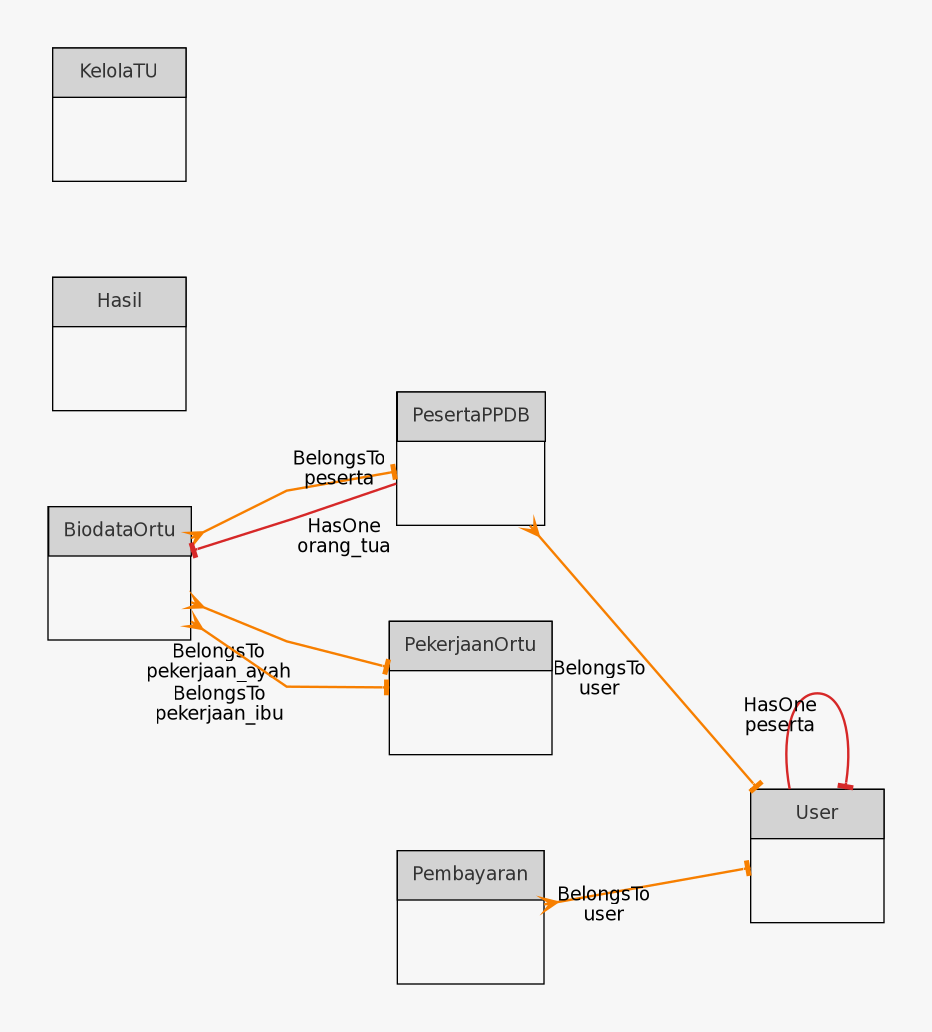 KelolaTU
Hasil
PesertaPPDB
BelongsTo
peserta
HasOne
orang_tua
BiodataOrtu
PekerjaanOrtu
BelongsTo
pekerjaan_ayah
BelongsTo
pekerjaan_ibu
BelongsTo
user
HasOne
peserta
User
Pembayaran
BelongsTo
user